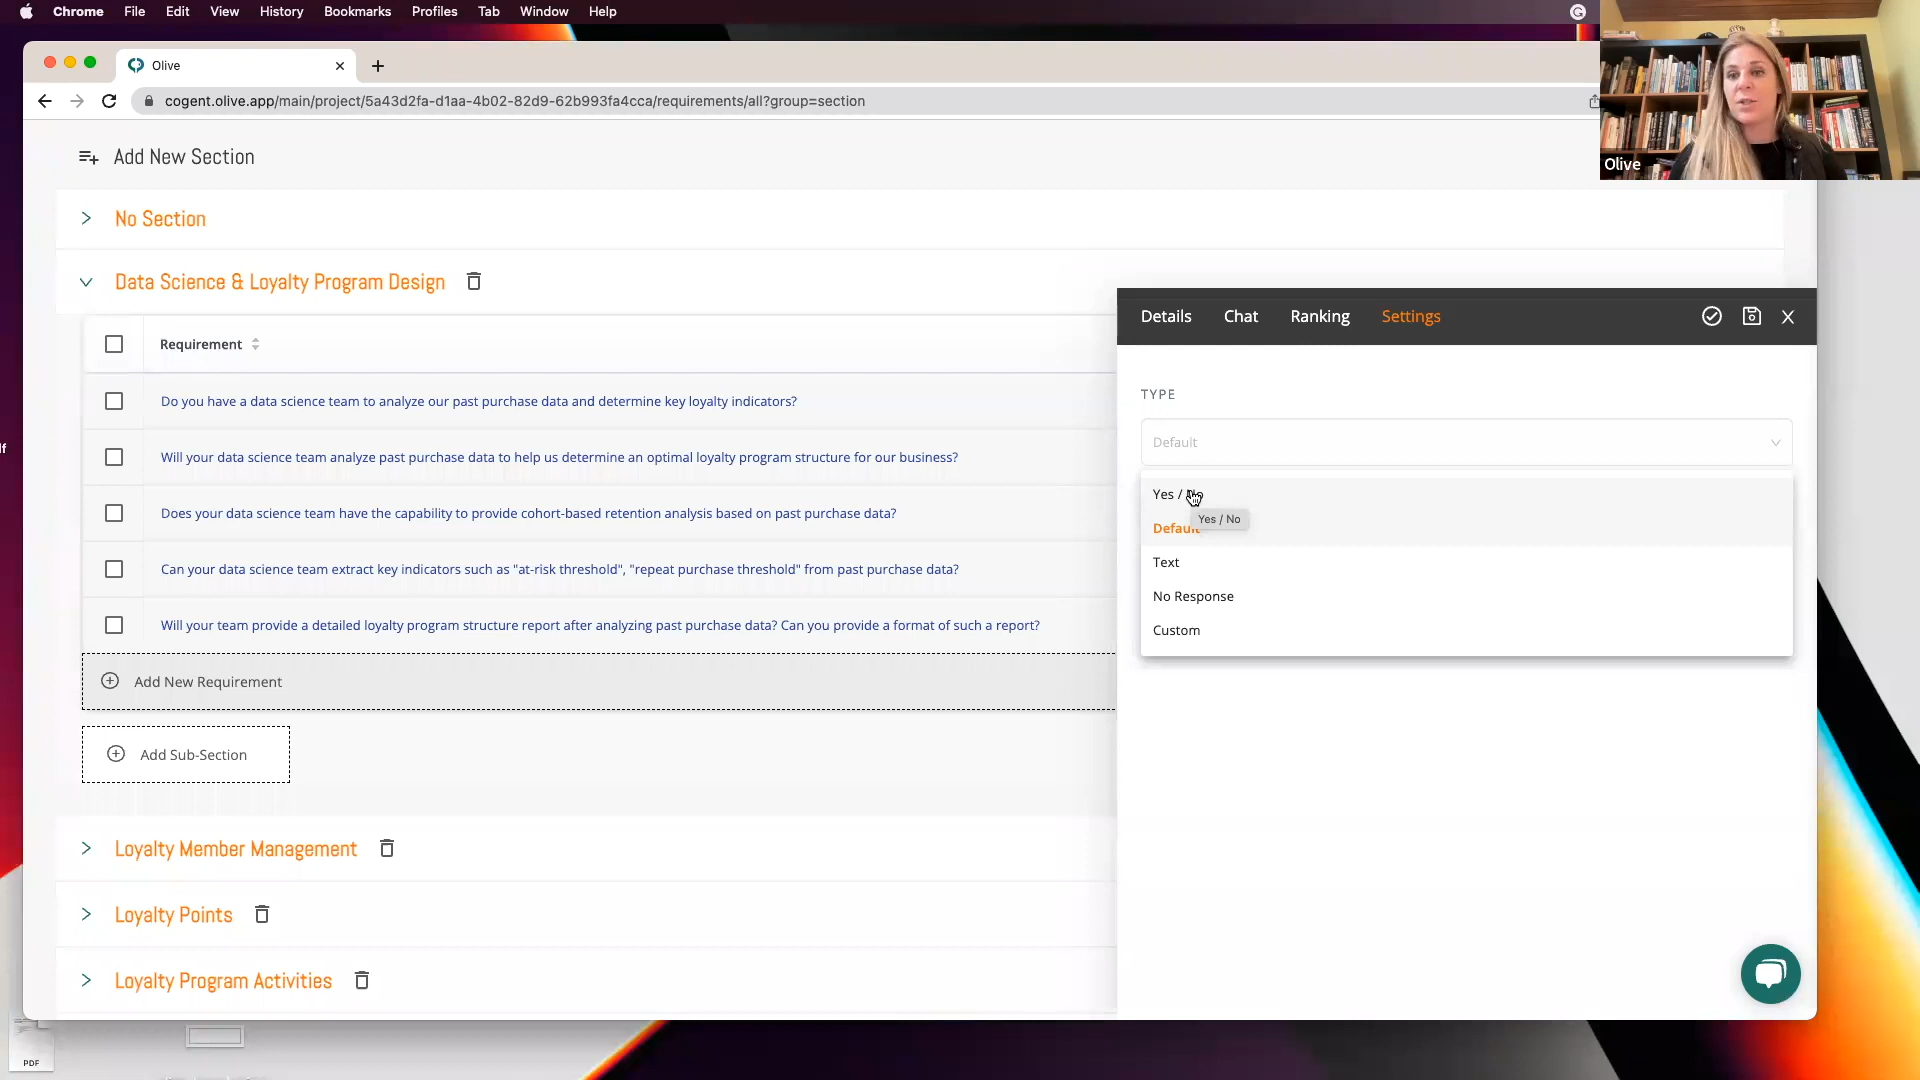 Chrome File Edit View History Bookmarks Profiles Tab Window Help
Olive
cogent.olive.app/main/project/5a43d2fa-d1aa-4b02-82d9-62b993fa4cca/requirements/all?group=section
Olive
Add New Section
No Section
Data Science & Loyalty Program Design
Requirement
Do you have a data science team to analyze our past purchase data and determine key loyalty indicators?
Will your data science team analyze past purchase data to help us determine an optimal loyalty program structure for our business?
Does your data science team have the capability to provide cohort-based retention analysis based on past purchase data?
Can your data science team extract key indicators such as "at-risk threshold", "repeat purchase threshold" from past purchase data?
Will your team provide a detailed loyalty program structure report after analyzing past purchase data? Can you provide a format of such a report?
Add New Requirement
Add Sub-Section
Loyalty Member Management
Loyalty Points
Loyalty Program Activities
Details Chat Ranking Settings
TYPE
Default
Yes / No
Yes / No
Default
Text
No Response
Custom
PDF